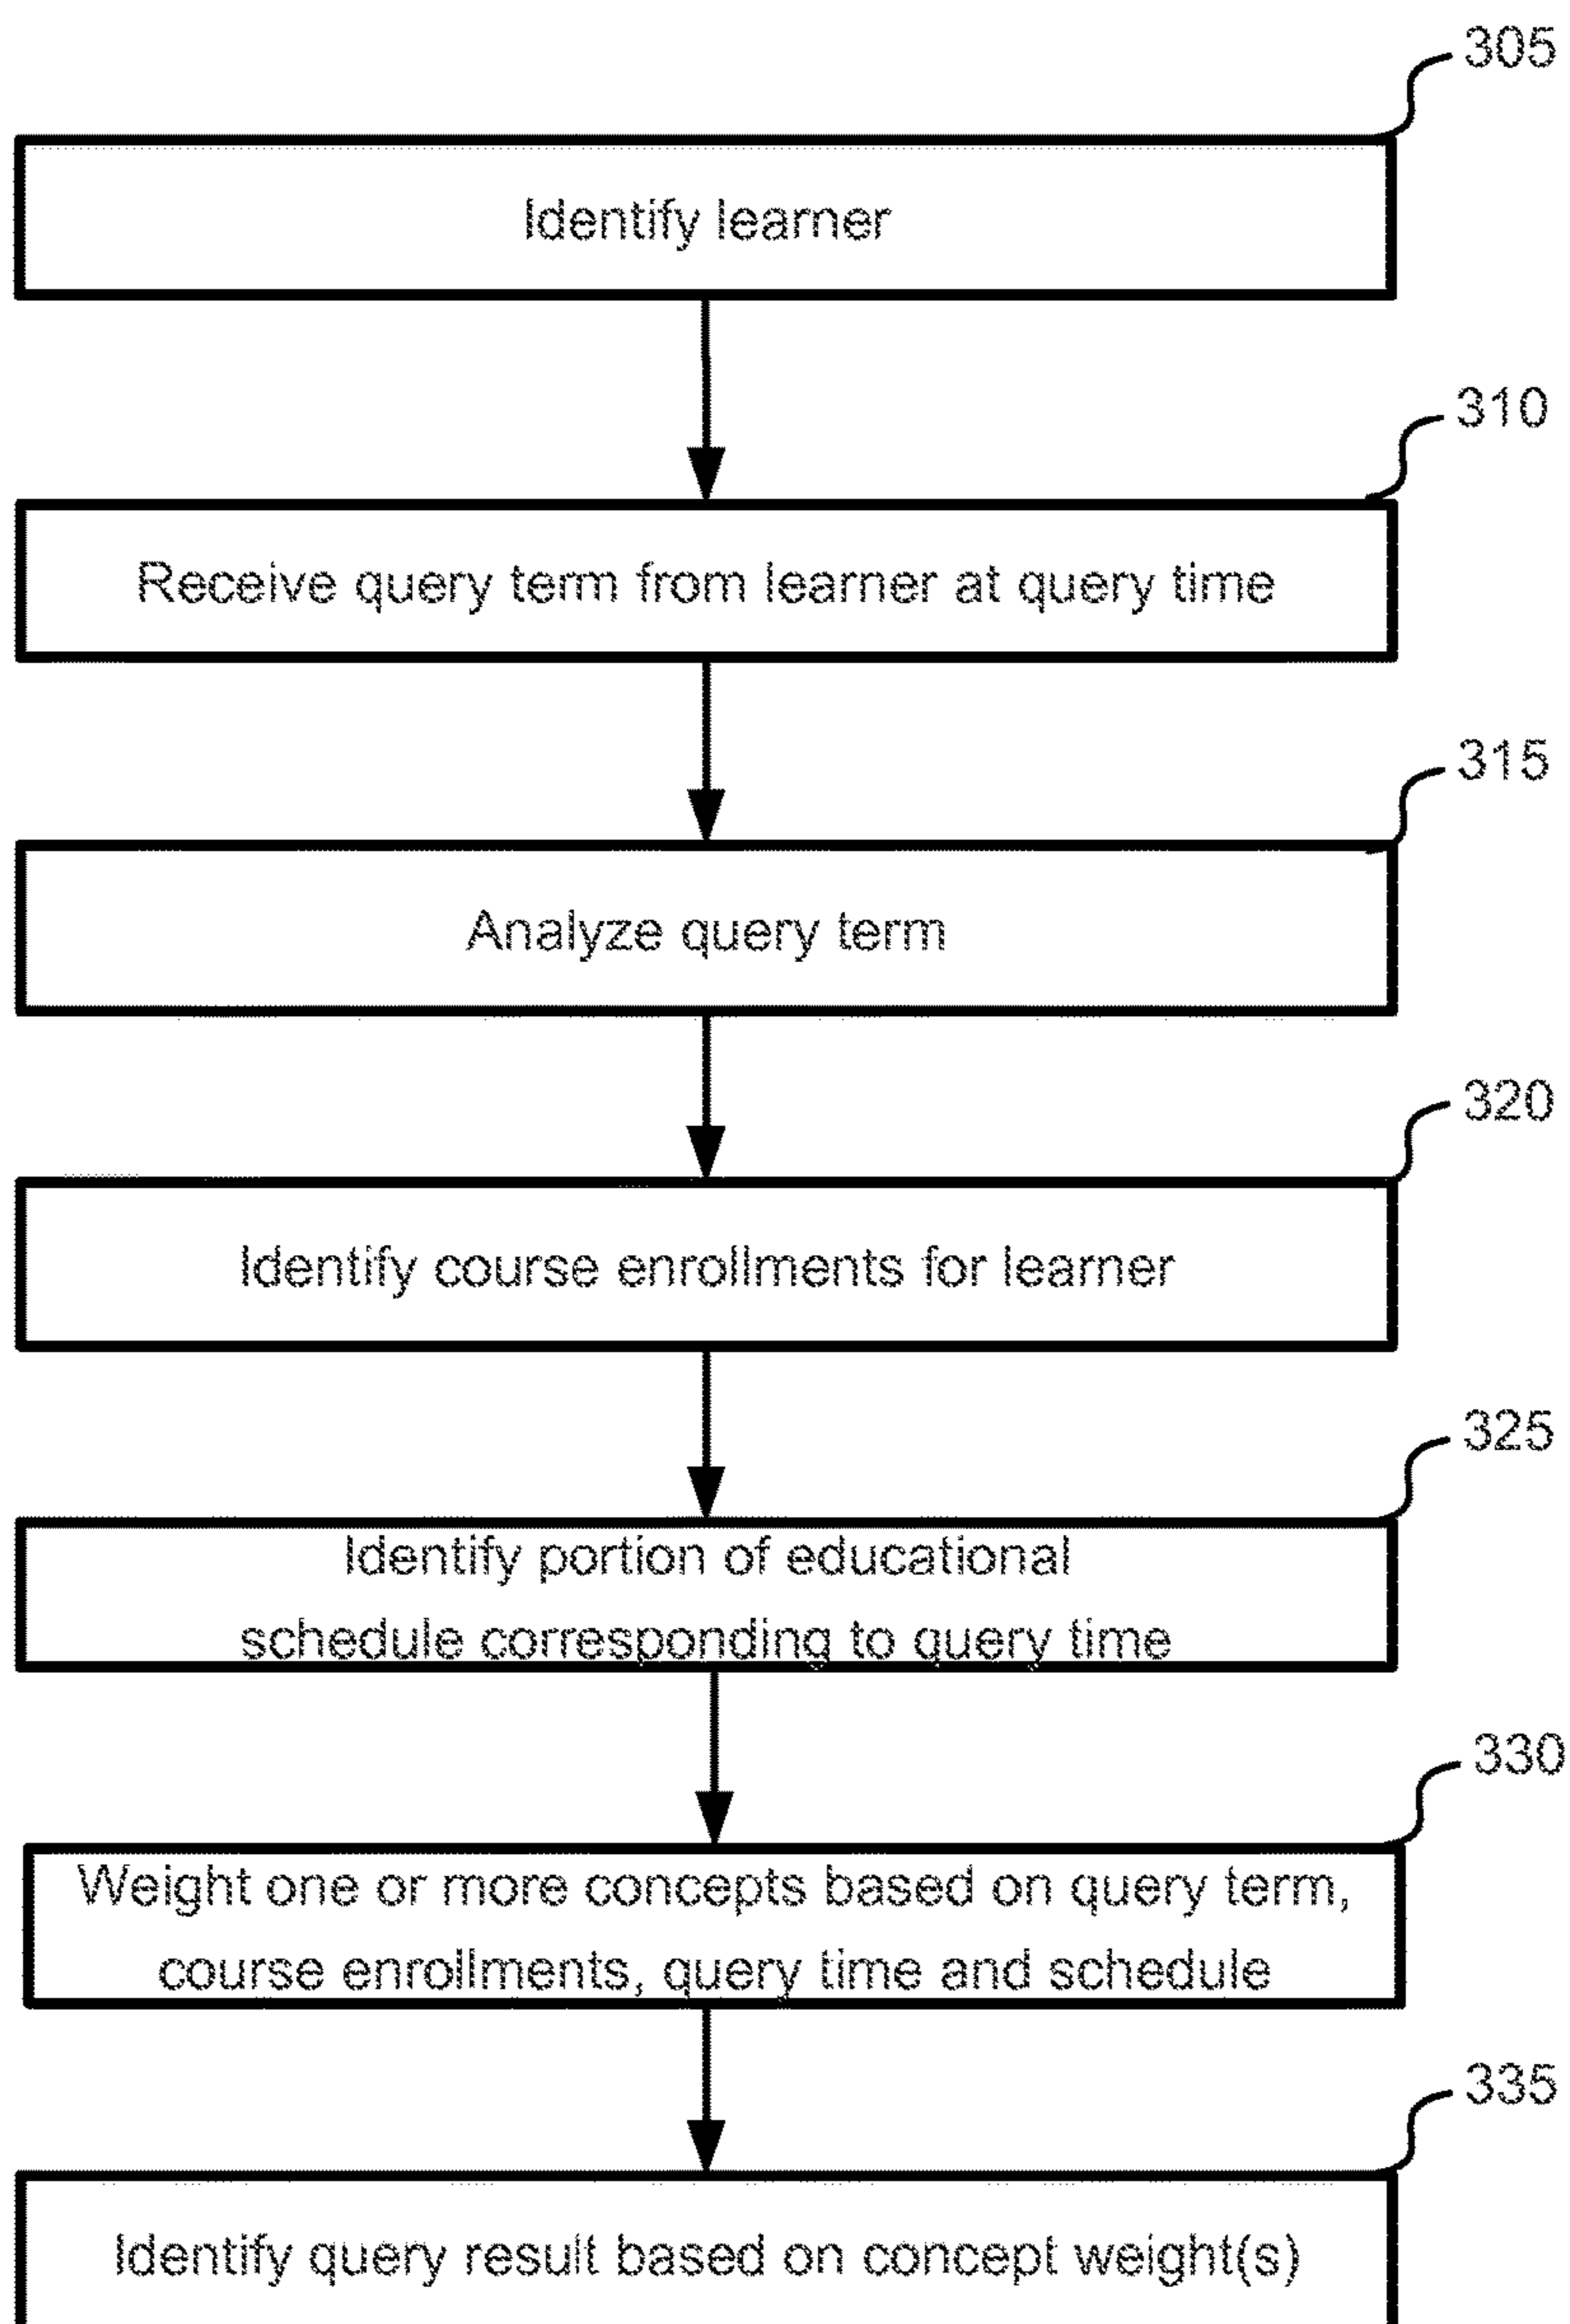 305
Identify learner
310
Receive query term from learner at query time
315
Analyze query term
320
Identify course enrollments for learner
325
Identify portion of educational
schedule corresponding to query time
330
Weight one or more concepts based on query term,
course enrollments, query time and schedule
335
Identify query result based on concept weight(s)